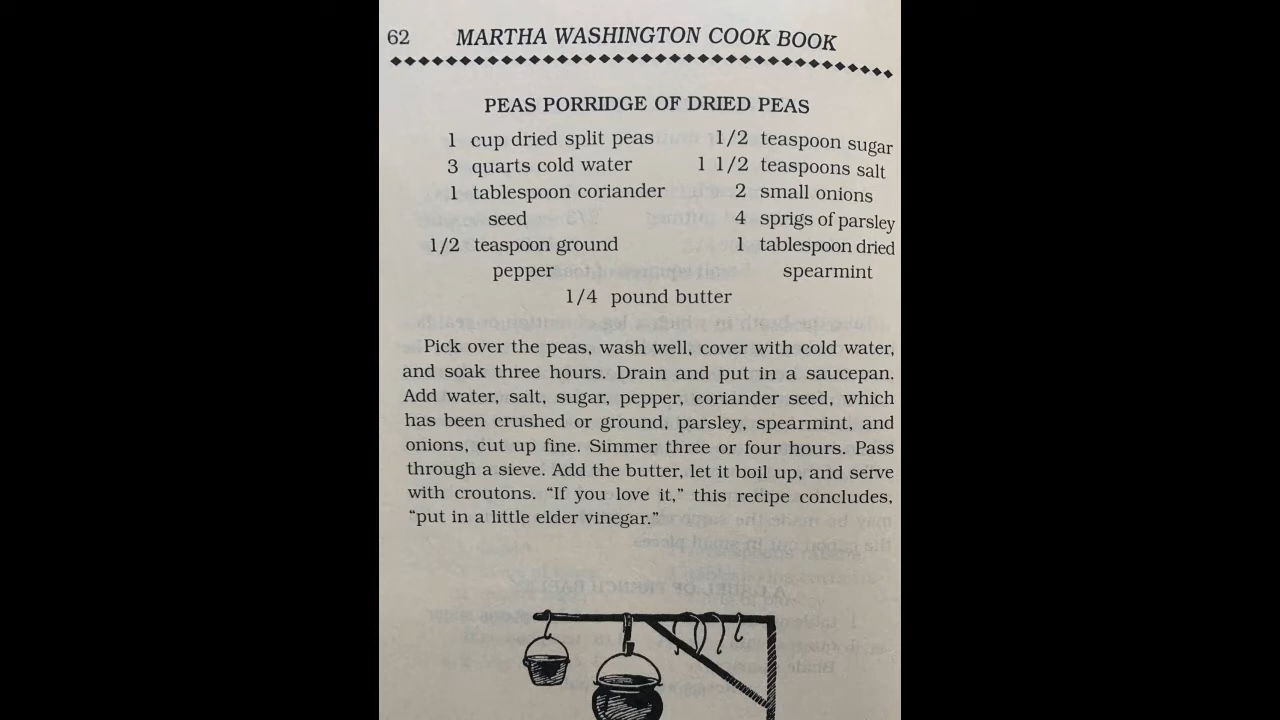 62 MARTHA WASHINGTON COOK BOOK
PEAS PORRIDGE OF DRIED PEAS
1 cup dried split peas
3 quarts cold water
1 tablespoon coriander
seed
1/2 teaspoon ground
pepper
1/2 teaspoon sugar
1 1/2 teaspoons salt
2 small onions
4 sprigs of parsley
1 tablespoon dried
spearmint
1/4 pound butter
Pick over the peas, wash well, cover with cold water,
and soak three hours. Drain and put in a saucepan.
Add water, salt, sugar, pepper, coriander seed, which
has been crushed or ground, parsley, spearmint, and
onions, cut up fine. Simmer three or four hours. Pass
through a sieve. Add the butter, let it boil up, and serve
with croutons. “If you love it,” this recipe concludes,
“put in a little elder vinegar.”